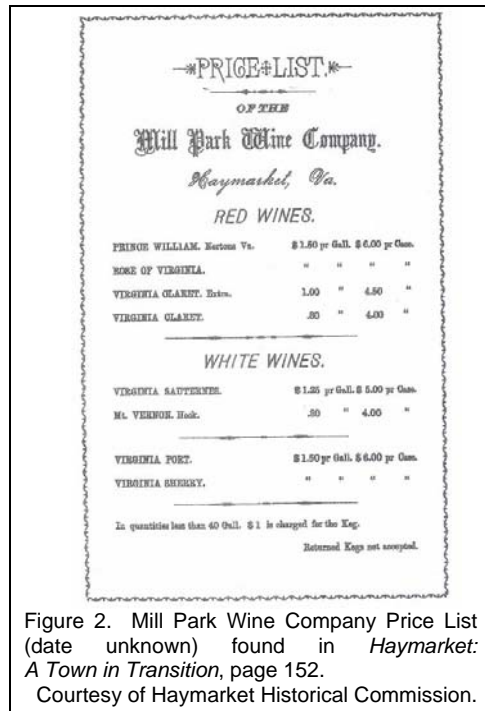 PRICE LIST.
OF THE
Mill Park Wine Company.
Haymarket, Va.
RED WINES.
PRINCE WILLIAM. Nortons Va. $1.50 pr Gall. $6.00 pr Case.
ROSE OF VIRGINIA. " " " "
VIRGINIA CLARET. Extra. 1.00 " 4.50 "
VIRGINIA CLARET. .80 " 4.00 "
WHITE WINES.
VIRGINIA SAUTERNES. $1.25 pr Gall. $5.00 pr Case.
Mt. VERNON. Hock. .80 " 4.00 "
VIRGINIA PORT. $1.50 pr Gall. $6.00 pr Case.
VIRGINIA SHERRY. " " " "
In quantities less than 40 Gall. $1 is charged for the Keg.
Returned Kegs not accepted.
Figure 2. Mill Park Wine Company Price List
(date unknown) found in Haymarket:
A Town in Transition, page 152.
Courtesy of Haymarket Historical Commission.